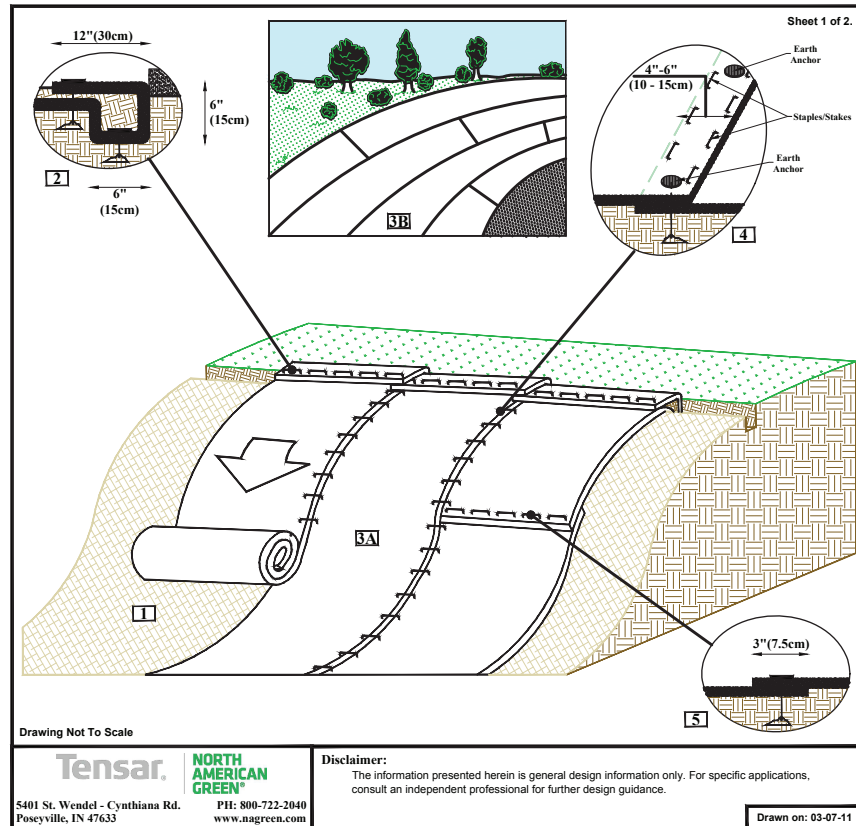 Sheet 1 of 2.
12"(30cm)
6"
(15cm)
2
6"
(15cm)
3B
4"-6"
(10 - 15cm)
Earth
Anchor
Staples/Stakes
Earth
Anchor
4
3A
1
3"(7.5cm)
5
Drawing Not To Scale
Tensar.
NORTH
AMERICAN
GREEN®
5401 St. Wendel - Cynthiana Rd.
Poseyville, IN 47633
PH: 800-722-2040
www.nagreen.com
Disclaimer:
The information presented herein is general design information only. For specific applications,
consult an independent professional for further design guidance.
Drawn on: 03-07-11